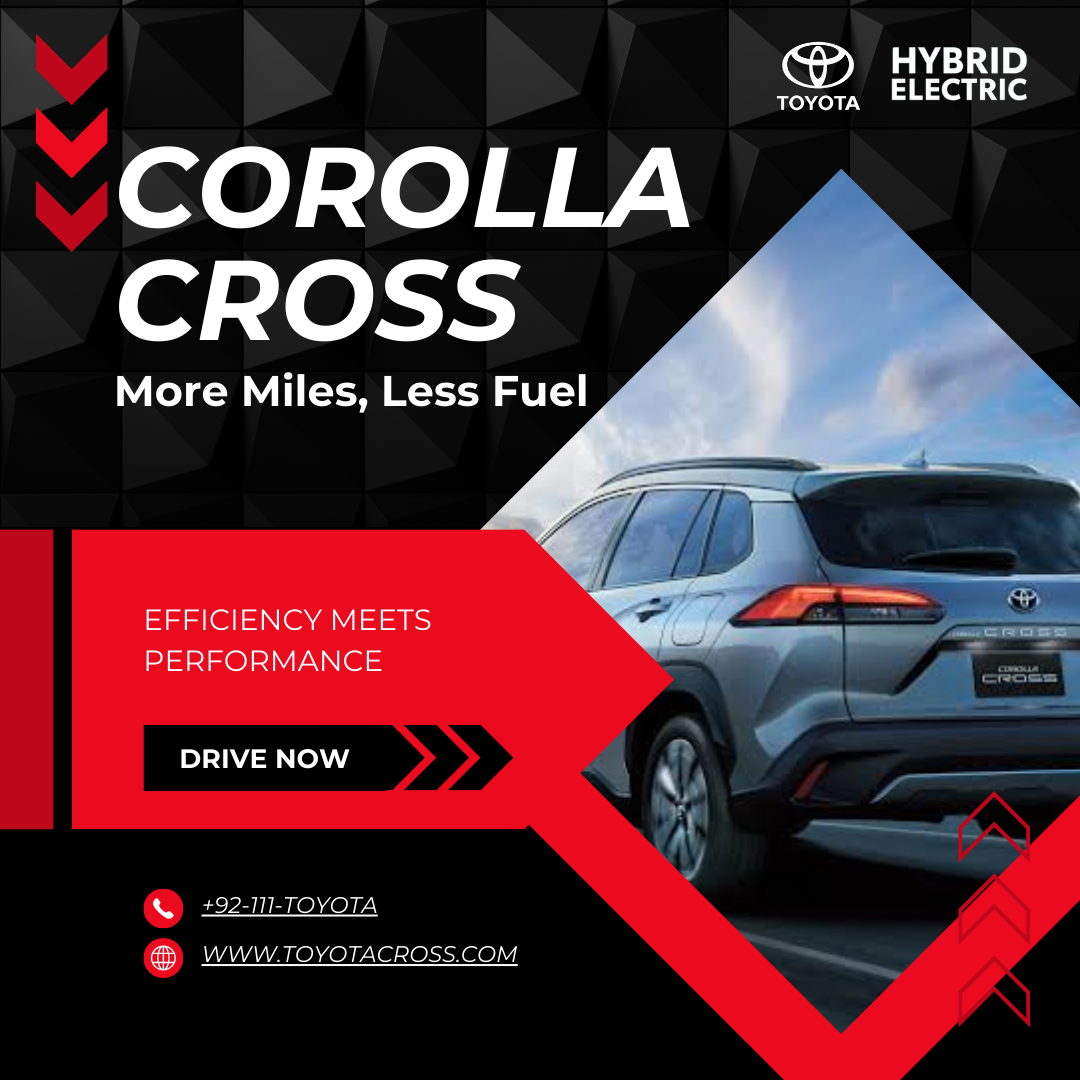 TOYOTA
HYBRID
ELECTRIC
COROLLA
CROSS
More Miles, Less Fuel
EFFICIENCY MEETS
PERFORMANCE
DRIVE NOW
CROSS
COROLLA
CROSS
+92-111-TOYOTA
WWW.TOYOTACROSS.COM